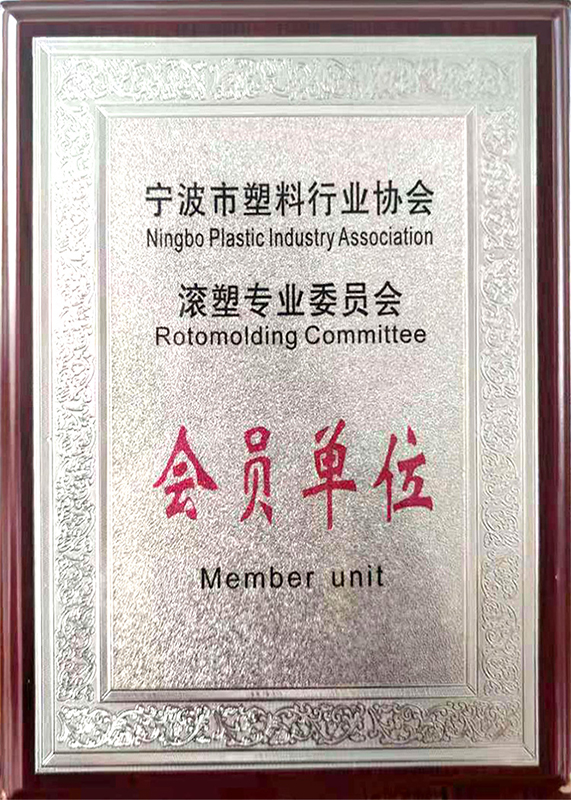 宁波市塑料行业协会
Ningbo Plastic Industry Association
滚塑专业委员会
Rotomolding Committee
会员单位
Member unit